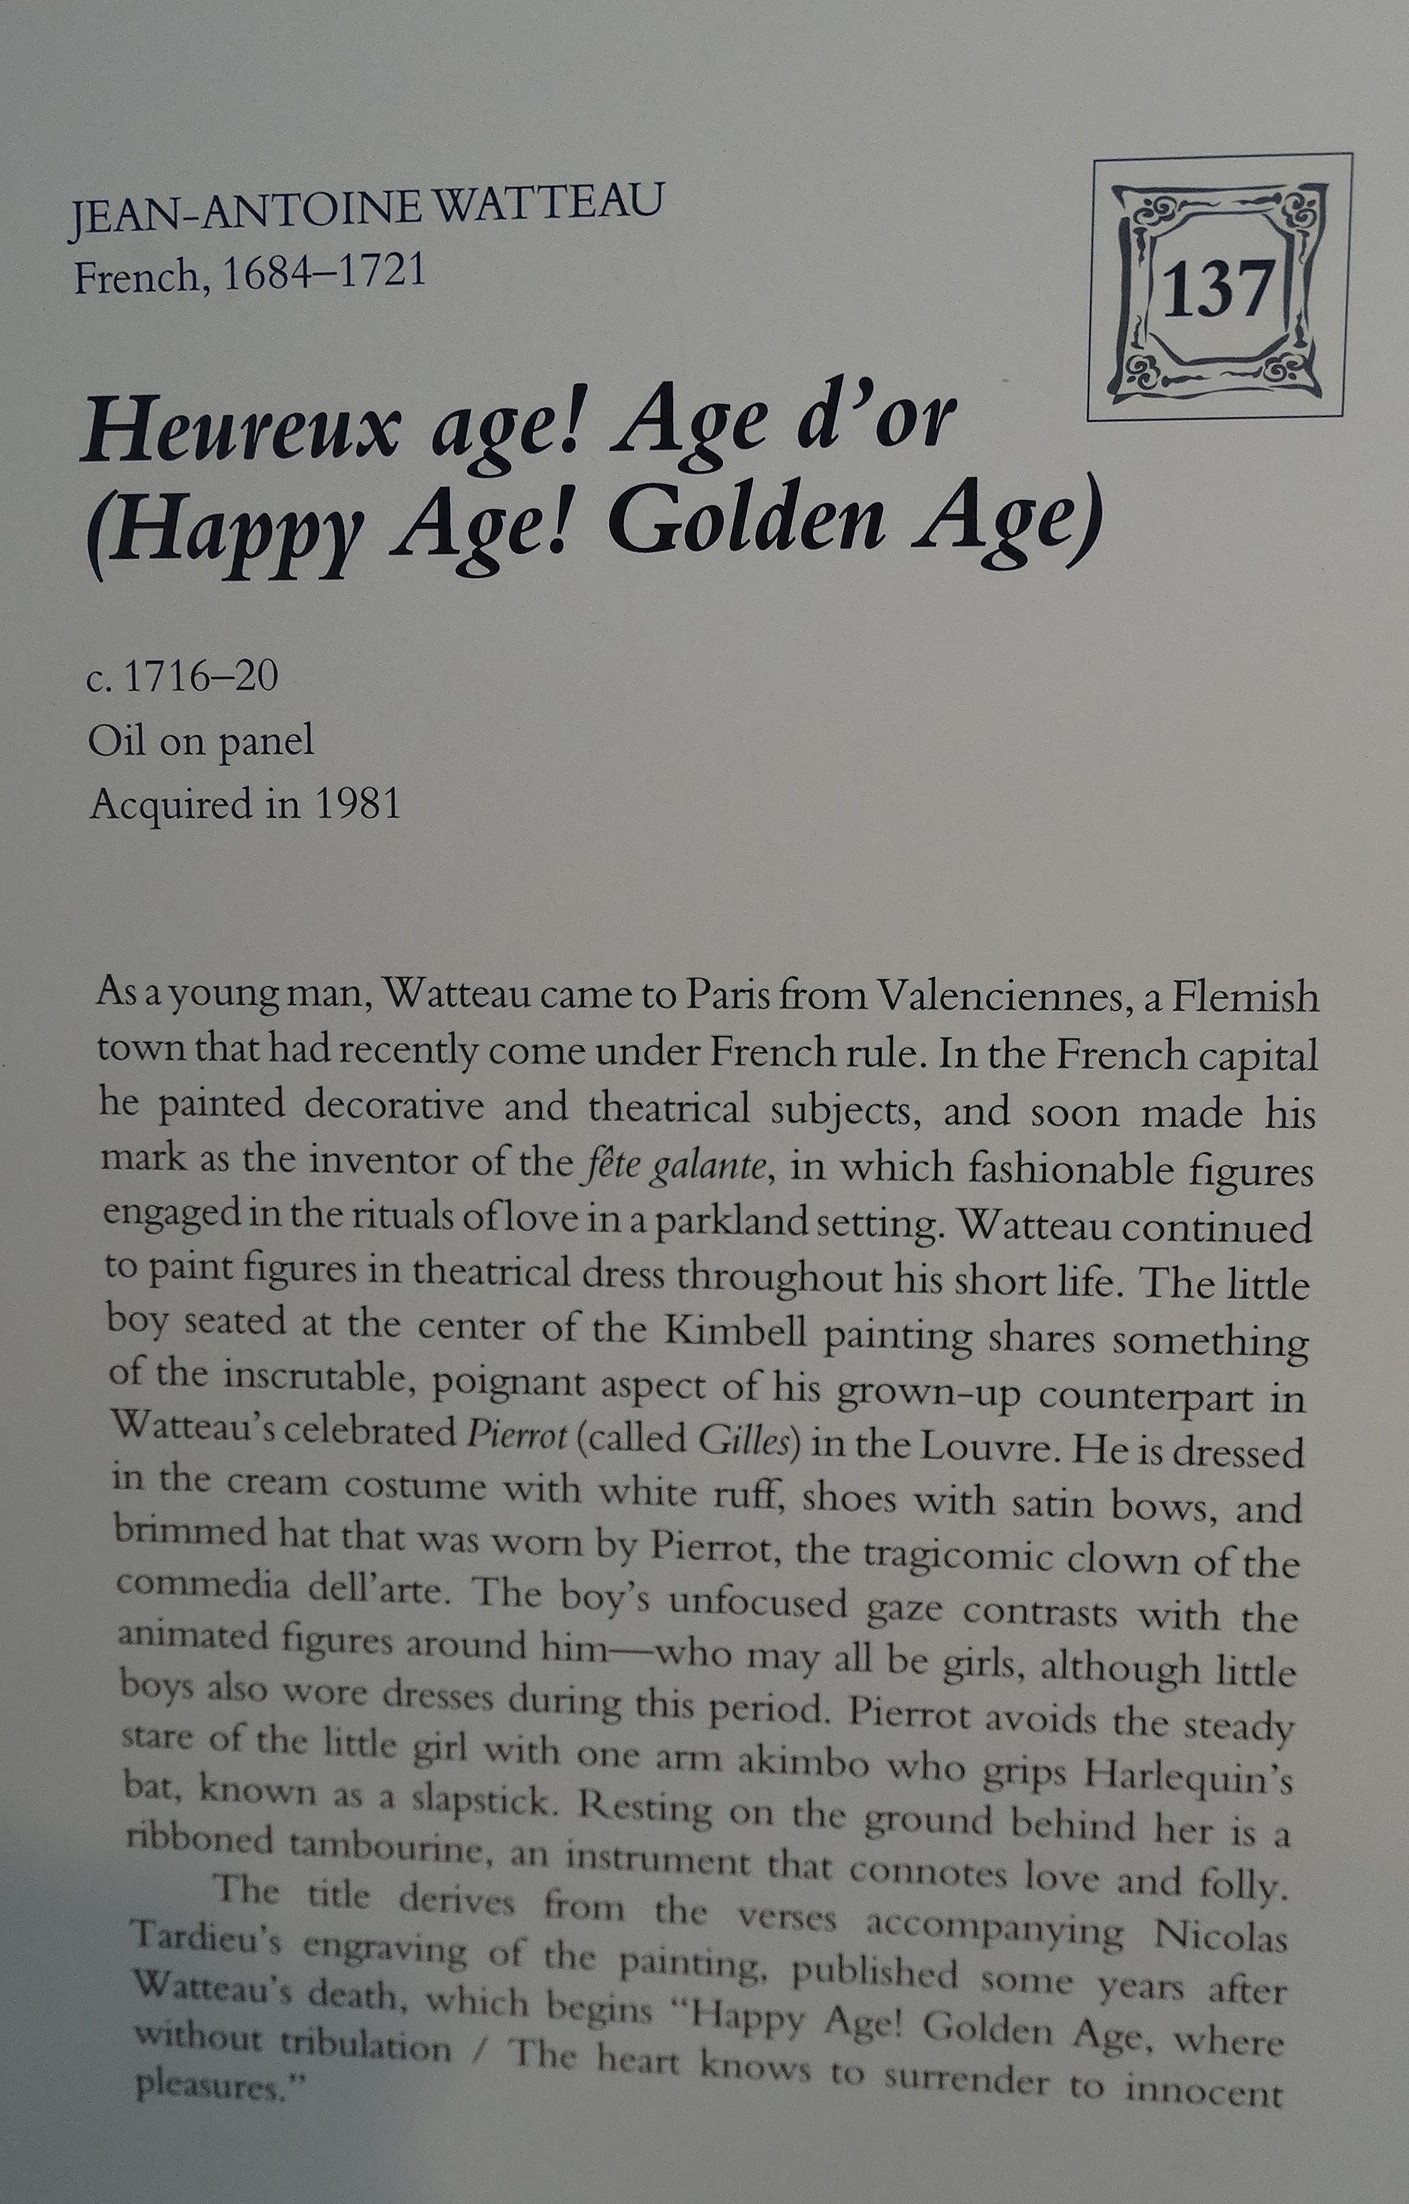 JEAN-ANTOINE WATTEAU
French, 1684–1721
137
Heureux age! Age d'or
(Happy Age! Golden Age)
c. 1716–20
Oil on panel
Acquired in 1981
As a young man, Watteau came to Paris from Valenciennes, a Flemish
town that had recently come under French rule. In the French capital
he painted decorative and theatrical subjects, and soon made his
mark as the inventor of the fête galante, in which fashionable figures
engaged in the rituals of love in a parkland setting. Watteau continued
to paint figures in theatrical dress throughout his short life. The little
boy seated at the center of the Kimbell painting shares something
of the inscrutable, poignant aspect of his grown-up counterpart in
Watteau's celebrated Pierrot (called Gilles) in the Louvre. He is dressed
in the cream costume with white ruff, shoes with satin bows, and
brimmed hat that was worn by Pierrot, the tragicomic clown of the
commedia dell'arte. The boy's unfocused gaze contrasts with the
animated figures around him—who may all be girls, although little
boys also wore dresses during this period. Pierrot avoids the steady
stare of the little girl with one arm akimbo who grips Harlequin's
bat, known as a slapstick. Resting on the ground behind her is a
ribboned tambourine, an instrument that connotes love and folly.
The title derives from the verses accompanying Nicolas
Tardieu's engraving of the painting, published some years after
Watteau's death, which begins "Happy Age! Golden Age, where
without tribulation / The heart knows to surrender to innocent
pleasures."